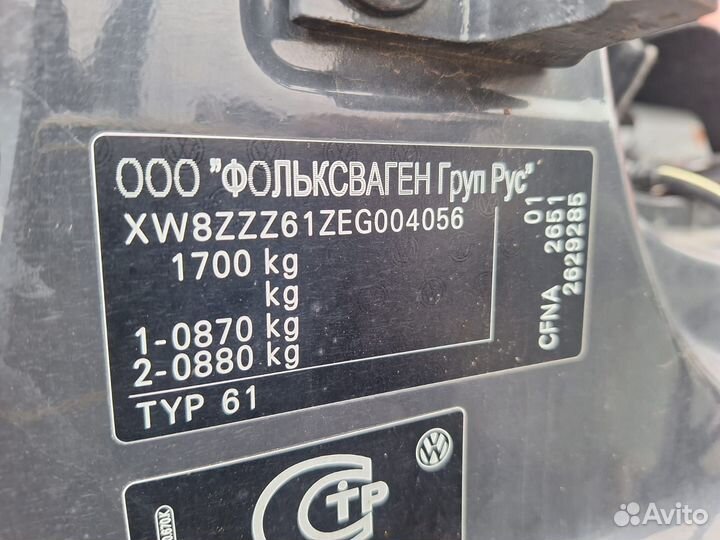 ООО "ФОЛЬКСВАГЕН Груп Рус"
XW8ZZZ61ZEG004056
1700 kg
kg
1-0870 kg
2-0880 kg
TYP 61
01
CFNA 2651
2629285
СТР
Avito